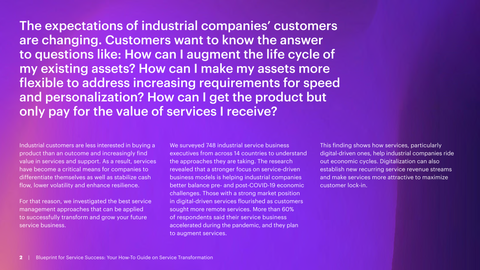 The expectations of industrial companies’ customers
are changing. Customers want to know the answer
to questions like: How can I augment the life cycle of
my existing assets? How can I make my assets more
flexible to address increasing requirements for speed
and personalization? How can I get the product but
only pay for the value of services I receive?
Industrial customers are less interested in buying a
product than an outcome and increasingly find
value in services and support. As a result, services
have become a critical means for companies to
differentiate themselves as well as stabilize cash
flow, lower volatility and enhance resilience.
For that reason, we investigated the best service
management approaches that can be applied
to successfully transform and grow your future
service business.
We surveyed 748 industrial service business
executives from across 14 countries to understand
the approaches they are taking. The research
revealed that a stronger focus on service-driven
business models is helping industrial companies
better balance pre- and post-COVID-19 economic
challenges. Those with a strong market position
in digital-driven services flourished as customers
sought more remote services. More than 60%
of respondents said their service business
accelerated during the pandemic, and they plan
to augment services.
This finding shows how services, particularly
digital-driven ones, help industrial companies ride
out economic cycles. Digitalization can also
establish new recurring service revenue streams
and make services more attractive to maximize
customer lock-in.
3 | Blueprint for Service Success: Your How-To Guide on Service Transformation